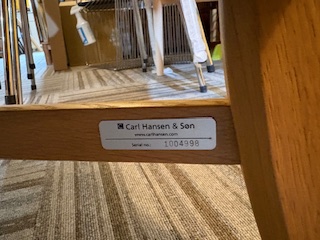 Carl Hansen & Søn
www.carlhansen.com
Serial no.: 1004998